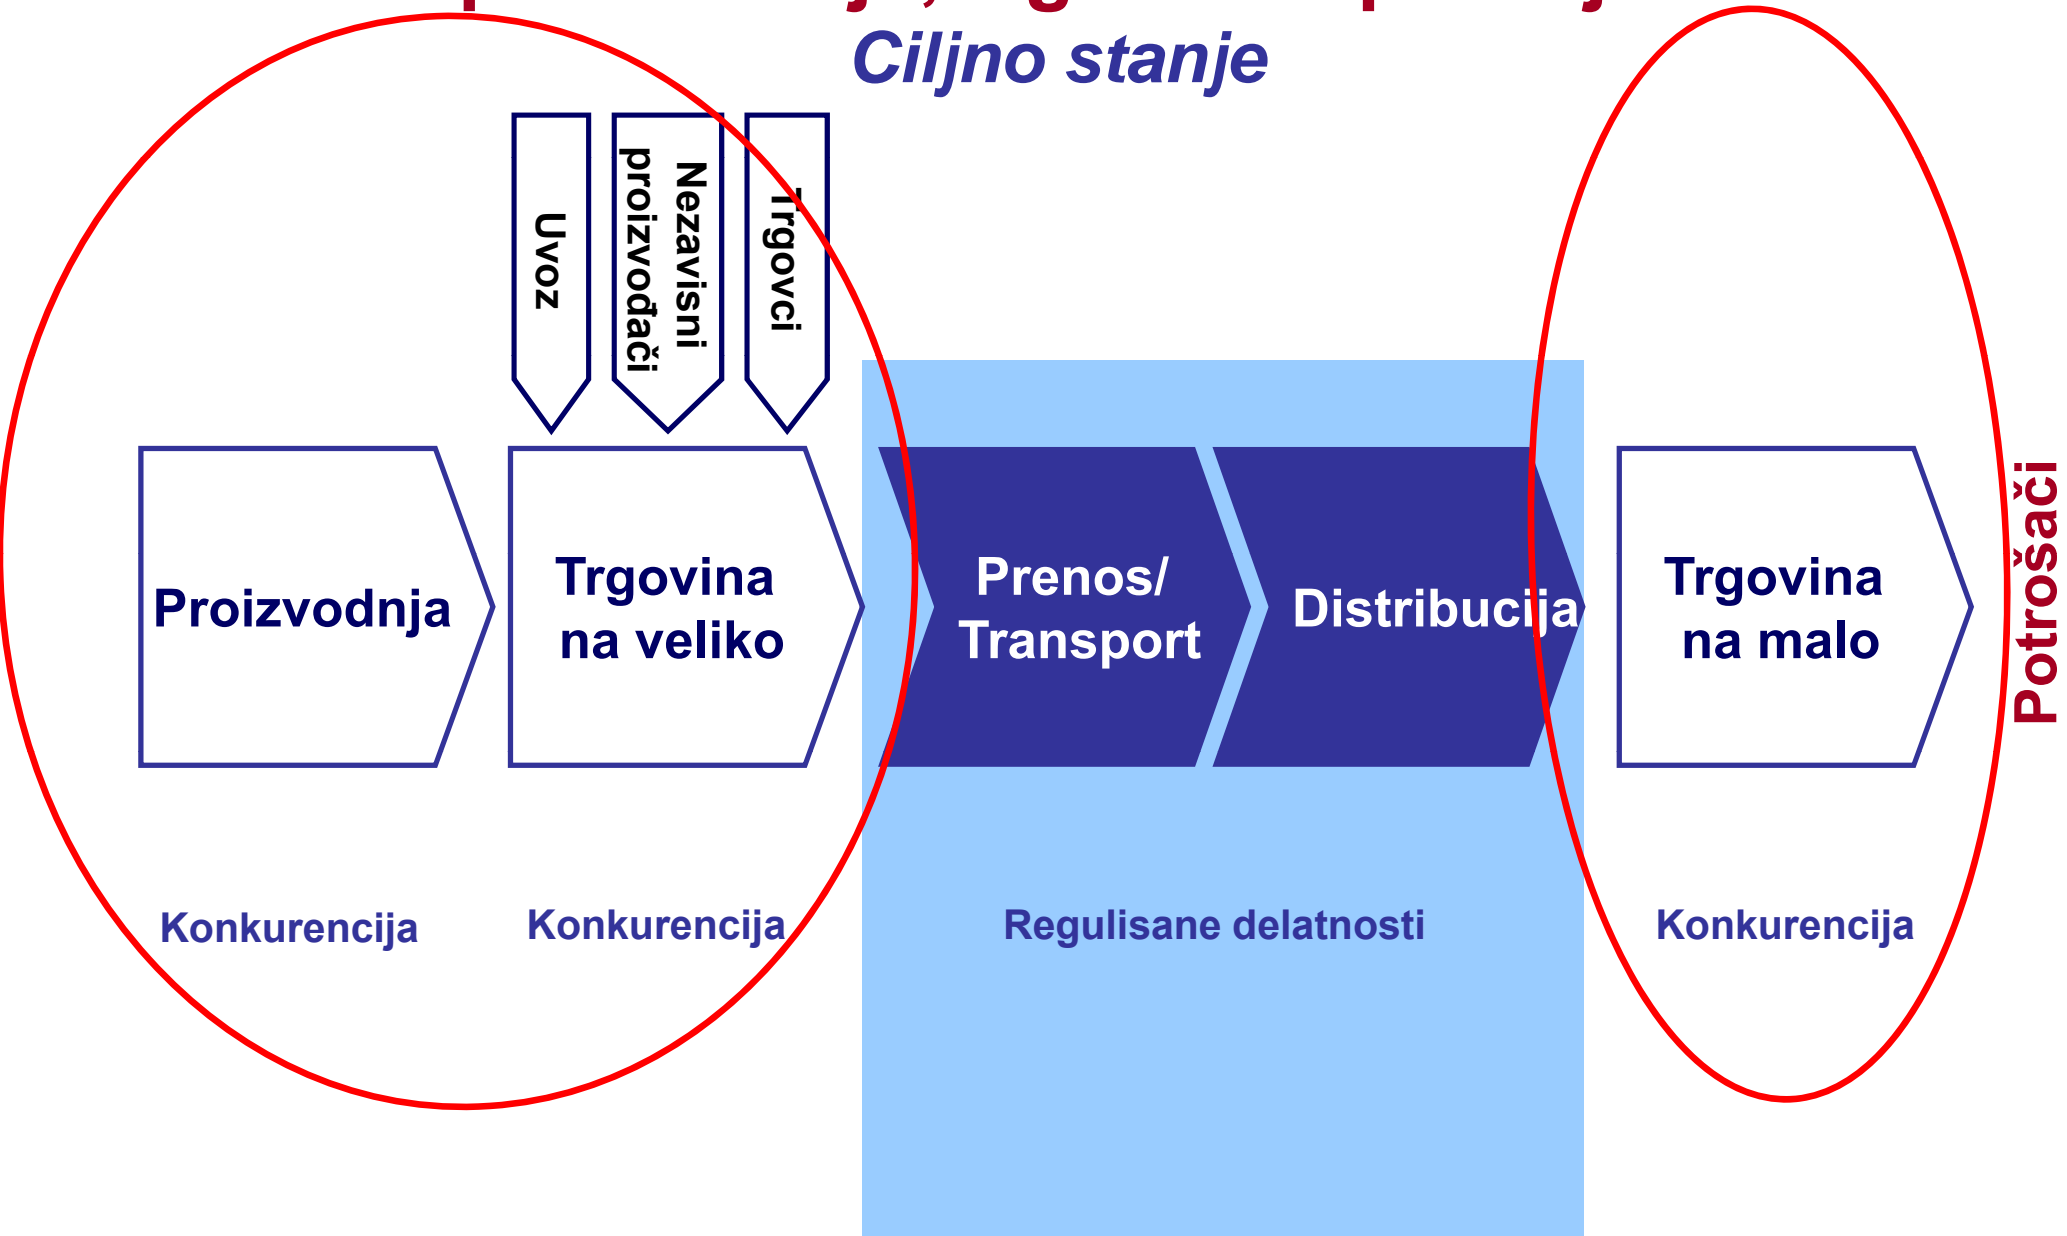 Ciljno stanje
Uvoz
Nezavisni
proizvođači
Trgovci
Proizvodnja
Trgovina
na veliko
Prenos/
Transport
Distribucija
Trgovina
na malo
Potrošači
Konkurencija
Konkurencija
Regulisane delatnosti
Konkurencija